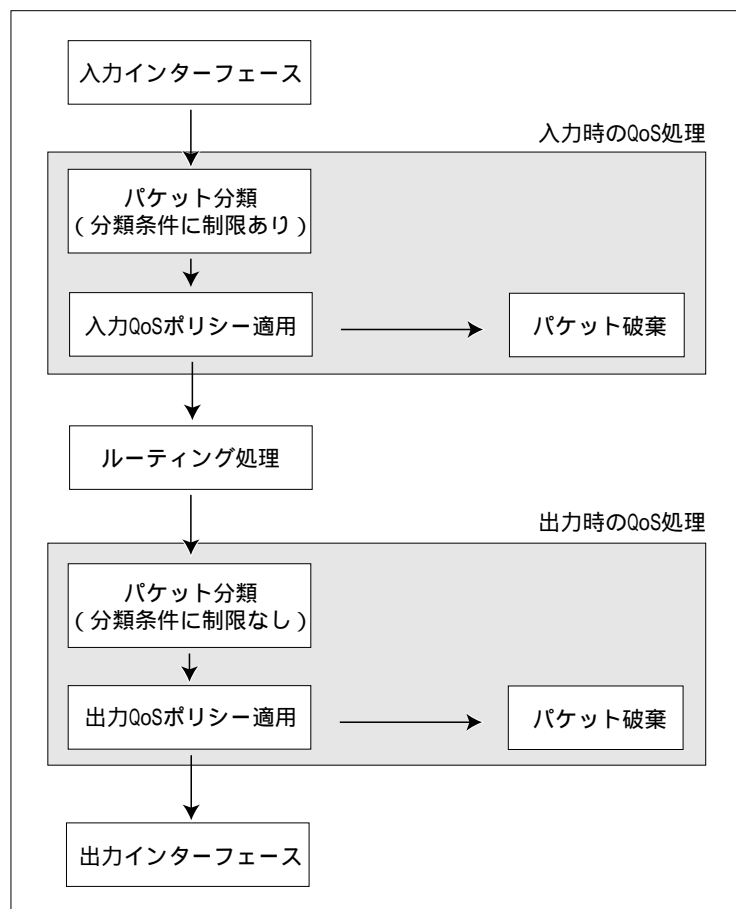 入力インターフェース
入力時のQoS処理
パケット分類
(分類条件に制限あり)
入力QoSポリシー適用
パケット破棄
ルーティング処理
出力時のQoS処理
パケット分類
(分類条件に制限なし)
出力QoSポリシー適用
パケット破棄
出力インターフェース